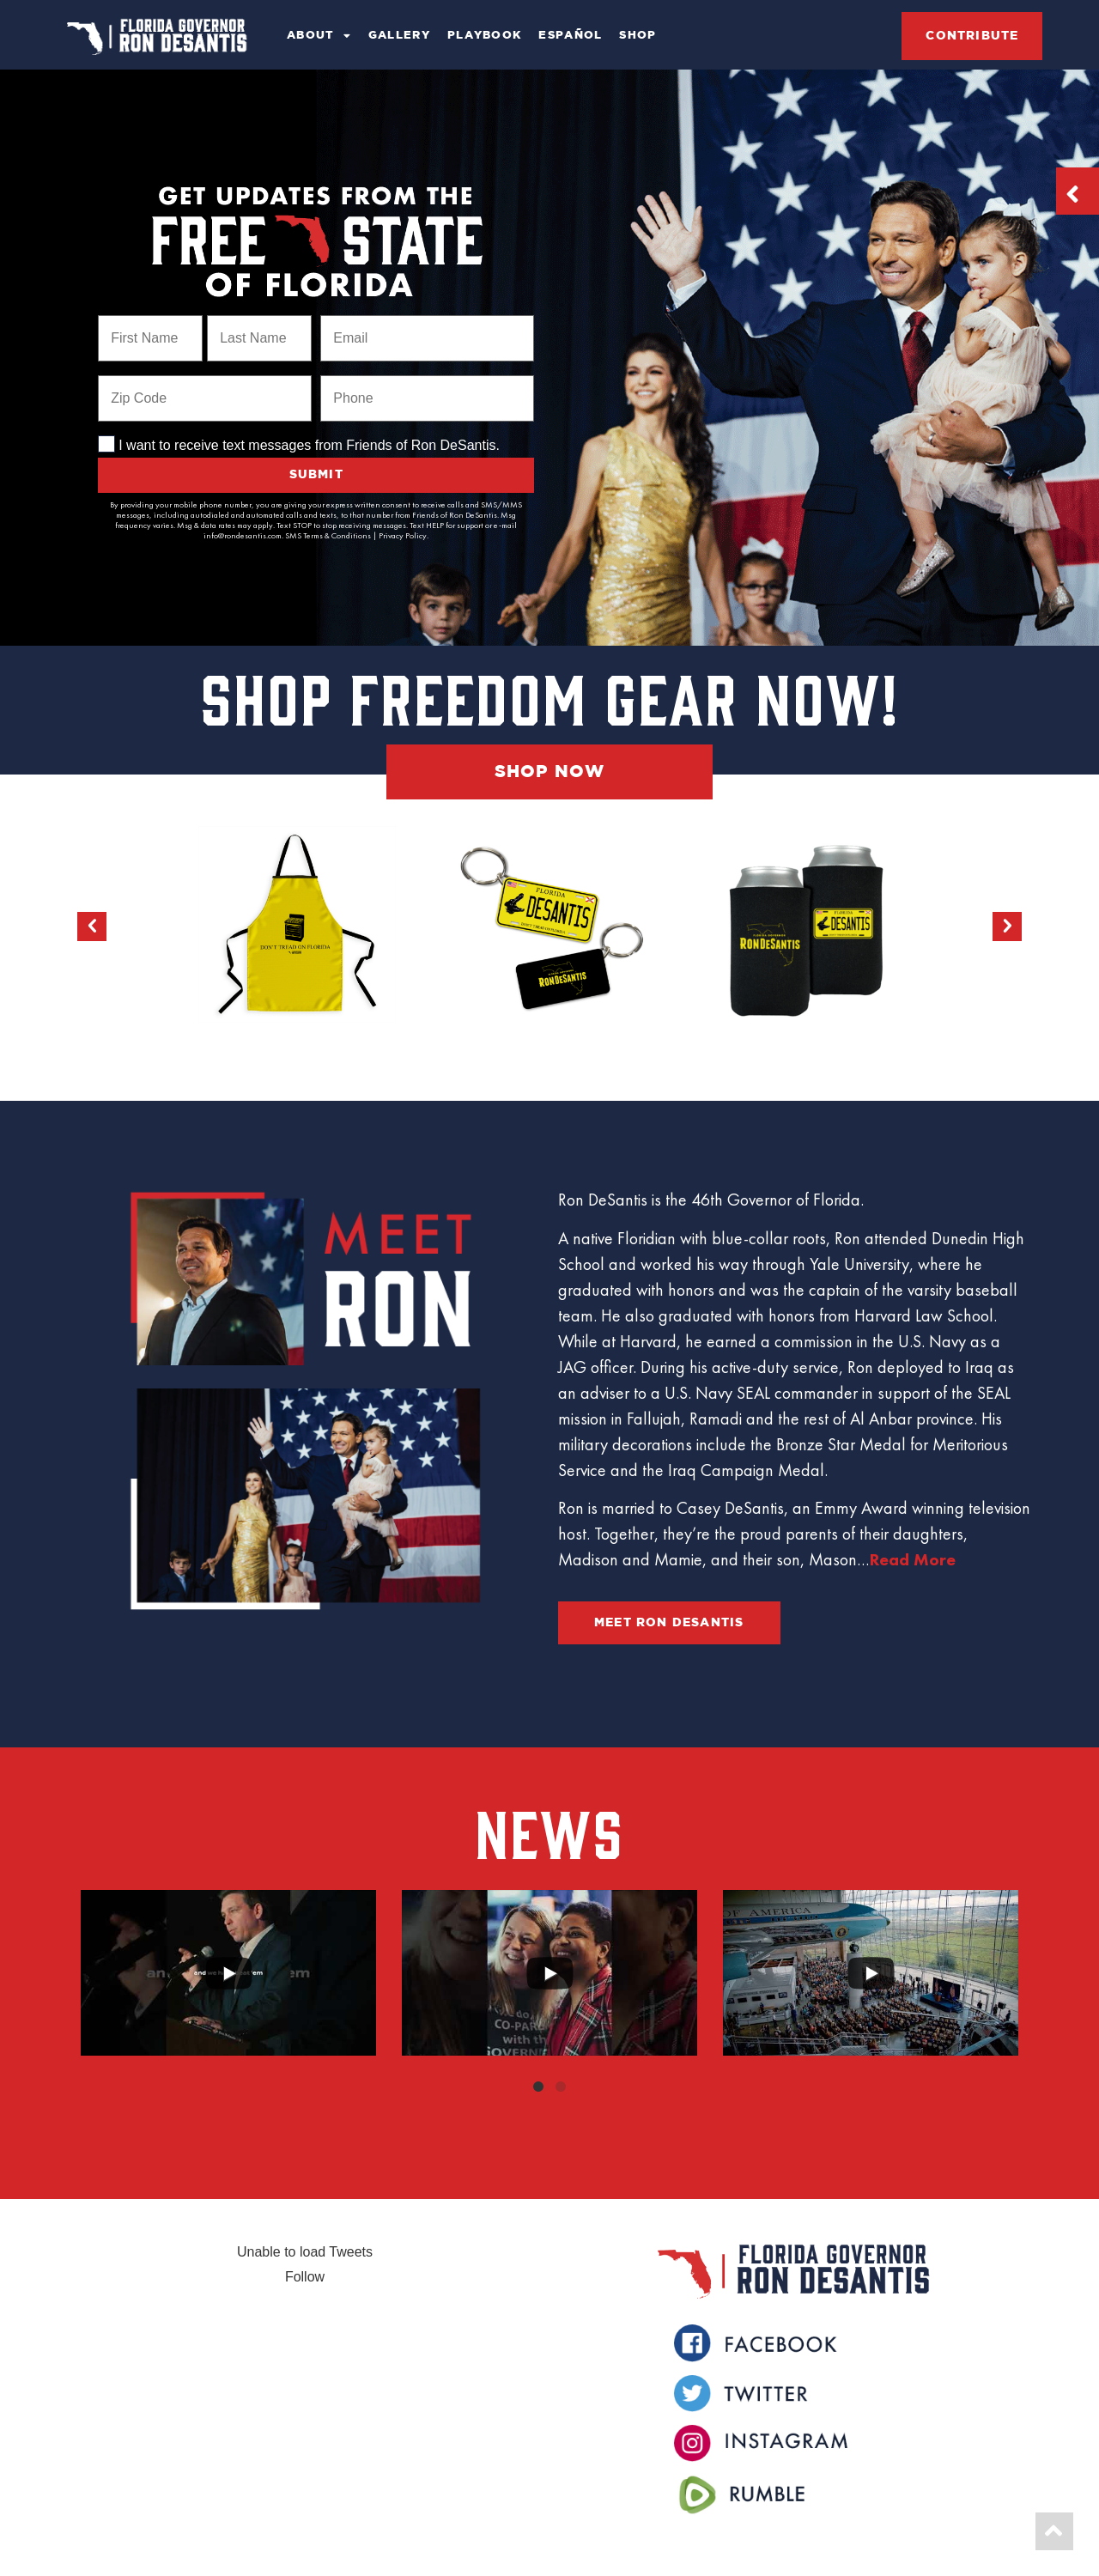 FLORIDA GOVERNOR
RON DESANTIS
ABOUT
GALLERY
PLAYBOOK
ESPAÑOL
SHOP
CONTRIBUTE
GET UPDATES FROM THE
FREE STATE
OF FLORIDA
First Name
Last Name
Email
Zip Code
Phone
I want to receive text messages from Friends of Ron DeSantis.
SUBMIT
By providing your mobile phone number, you are giving your express written consent to receive calls and SMS/MMS
messages, including autodialed and automated calls and texts, to that number from Friends of Ron DeSantis. Msg
frequency varies. Msg & data rates may apply. Text STOP to stop receiving messages. Text HELP for support or e-mail
info@rondesantis.com. SMS Terms & Conditions | Privacy Policy.
SHOP FREEDOM GEAR NOW!
SHOP NOW
DON'T TREAD ON FLORIDA
FLORIDA
DESANTIS
DON'T TREAD ON FLORIDA
RON DESANTIS
RON DESANTIS
FLORIDA
DESANTIS
MEET
RON
Ron DeSantis is the 46th Governor of Florida.
A native Floridian with blue-collar roots, Ron attended Dunedin High
School and worked his way through Yale University, where he
graduated with honors and was the captain of the varsity baseball
team. He also graduated with honors from Harvard Law School.
While at Harvard, he earned a commission in the U.S. Navy as a
JAG officer. During his active-duty service, Ron deployed to Iraq as
an adviser to a U.S. Navy SEAL commander in support of the SEAL
mission in Fallujah, Ramadi and the rest of Al Anbar province. His
military decorations include the Bronze Star Medal for Meritorious
Service and the Iraq Campaign Medal.
Ron is married to Casey DeSantis, an Emmy Award winning television
host. Together, they're the proud parents of their daughters,
Madison and Mamie, and their son, Mason...Read More
MEET RON DESANTIS
NEWS
OF AMERICA
CO-PAR
with th
GOVERN
Unable to load Tweets
Follow
FLORIDA GOVERNOR
RON DESANTIS
FACEBOOK
TWITTER
INSTAGRAM
RUMBLE